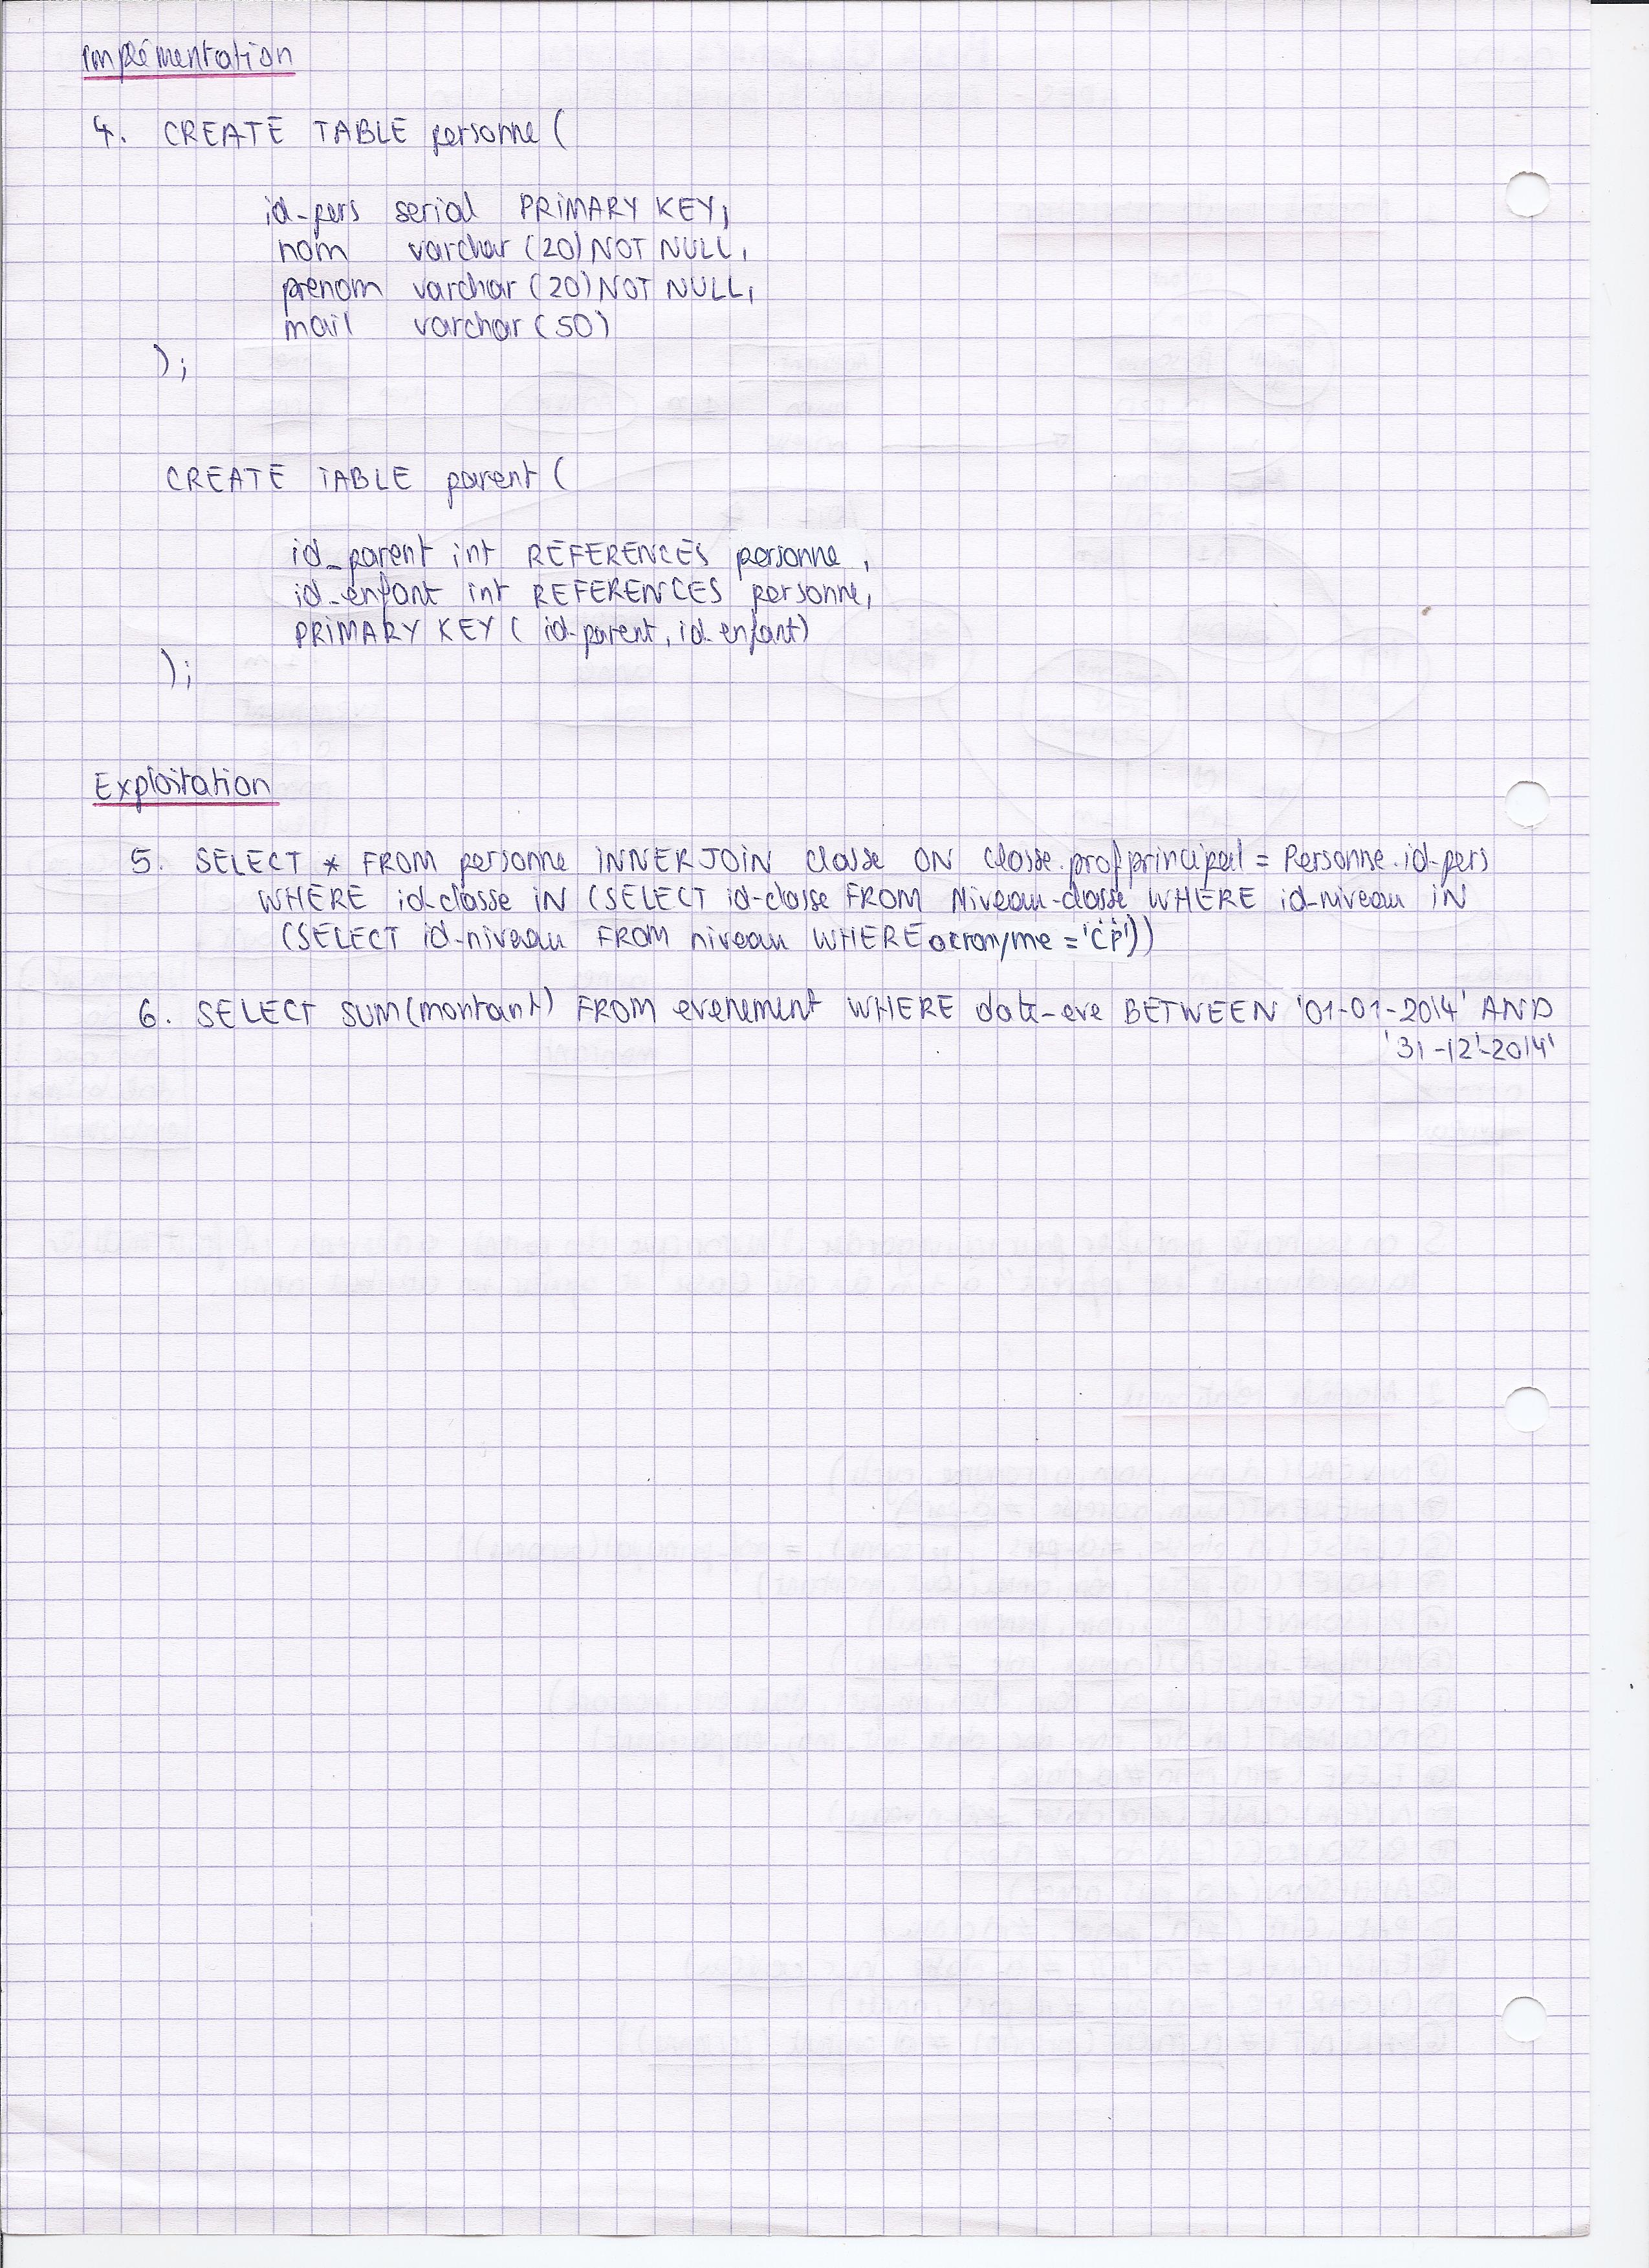 implémentation
4. CREATE TABLE personne (
id-pers serial PRIMARY KEY,
nom varchar (20) NOT NULL,
prenom varchar (20) NOT NULL,
mail varchar (50)
);
CREATE TABLE parent (
id_parent int REFERENCES personne,
id_enfant int REFERENCES personne,
PRIMARY KEY ( id-parent, id_enfant)
);
Exploitation
5. SELECT * FROM personne INNER JOIN classe ON classe.profprincipal = Personne.id-pers
WHERE id-classe IN (SELECT id-classe FROM Niveau-classe WHERE id-niveau IN
(SELECT id-niveau FROM niveau WHERE acronyme = 'CP'))
6. SELECT SUM(montant) FROM evenement WHERE date-eve BETWEEN '01-01-2014' AND
'31-12-2014'